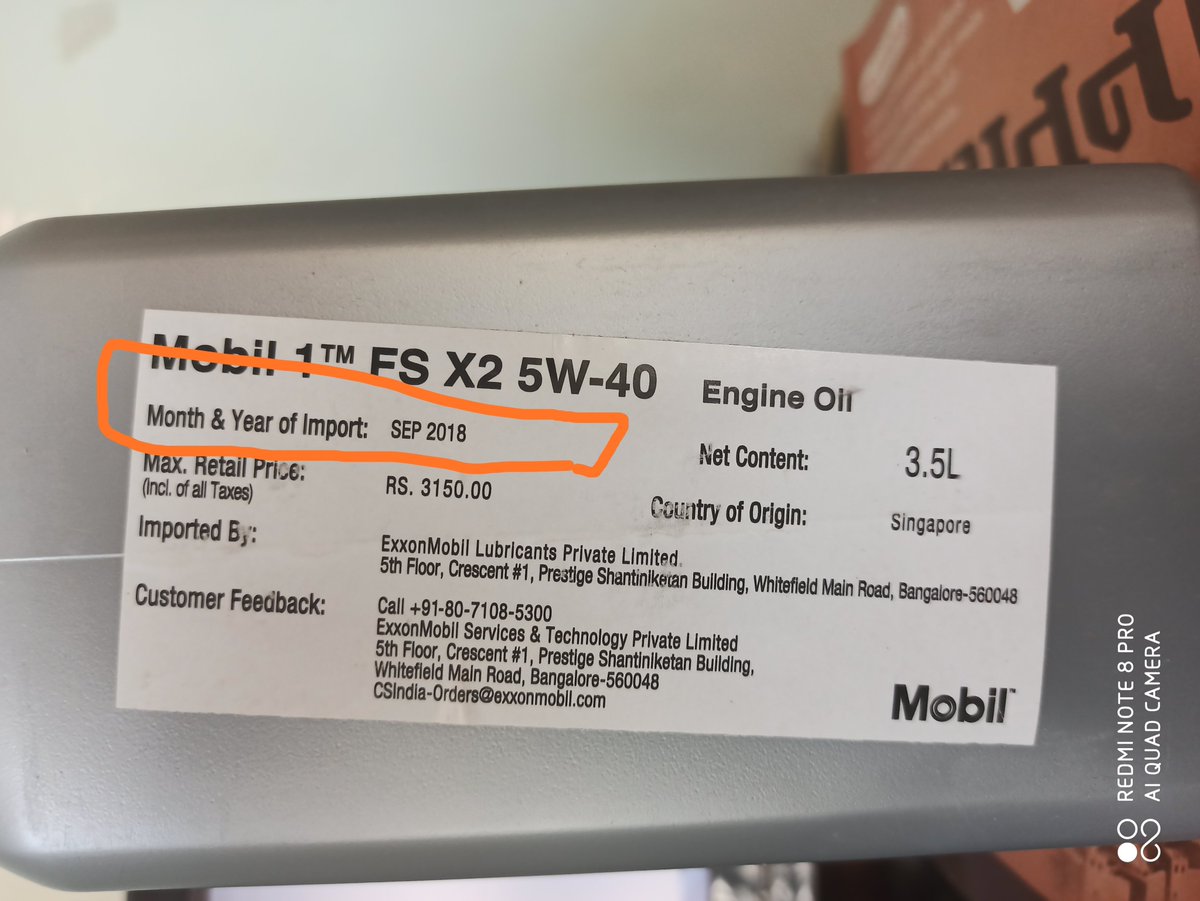 Mobil 1™ FS X2 5W-40 Engine Oil
Month & Year of Import: SEP 2018
Net Content: 3.5L
Max. Retail Price: RS. 3150.00
(Incl. of all Taxes)
Country of Origin: Singapore
Imported By: ExxonMobil Lubricants Private Limited.
5th Floor, Crescent #1, Prestige Shantiniketan Building, Whitefield Main Road, Bangalore-560048
Customer Feedback: Call +91-80-7108-5300
ExxonMobil Services & Technology Private Limited
5th Floor, Crescent #1, Prestige Shantiniketan Building,
Whitefield Main Road, Bangalore-560048
CSIndia-Orders@exxonmobil.com
Mobil™
REDMI NOTE 8 PRO
AI QUAD CAMERA